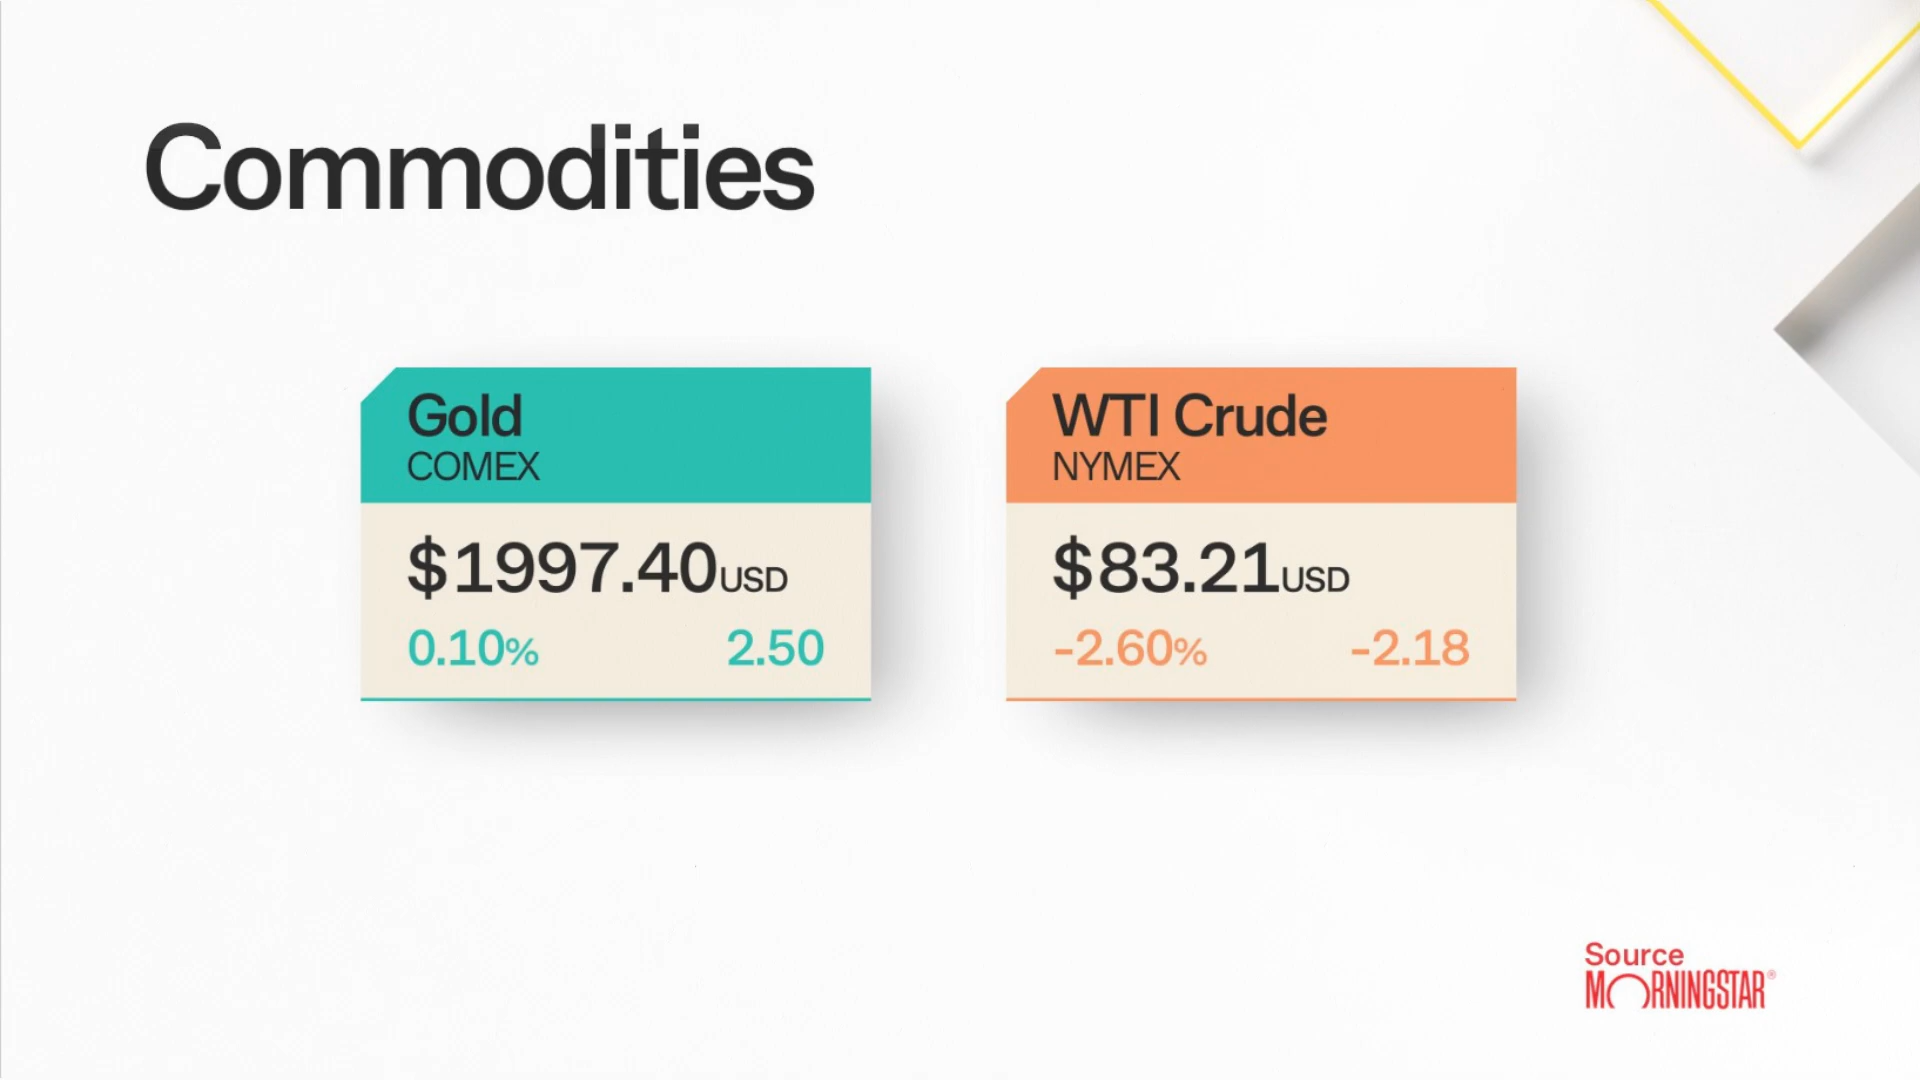 Commodities
Gold
COMEX
$1997.40USD
0.10% 2.50
WTI Crude
NYMEX
$83.21USD
-2.60% -2.18
Source
MORNINGSTAR®